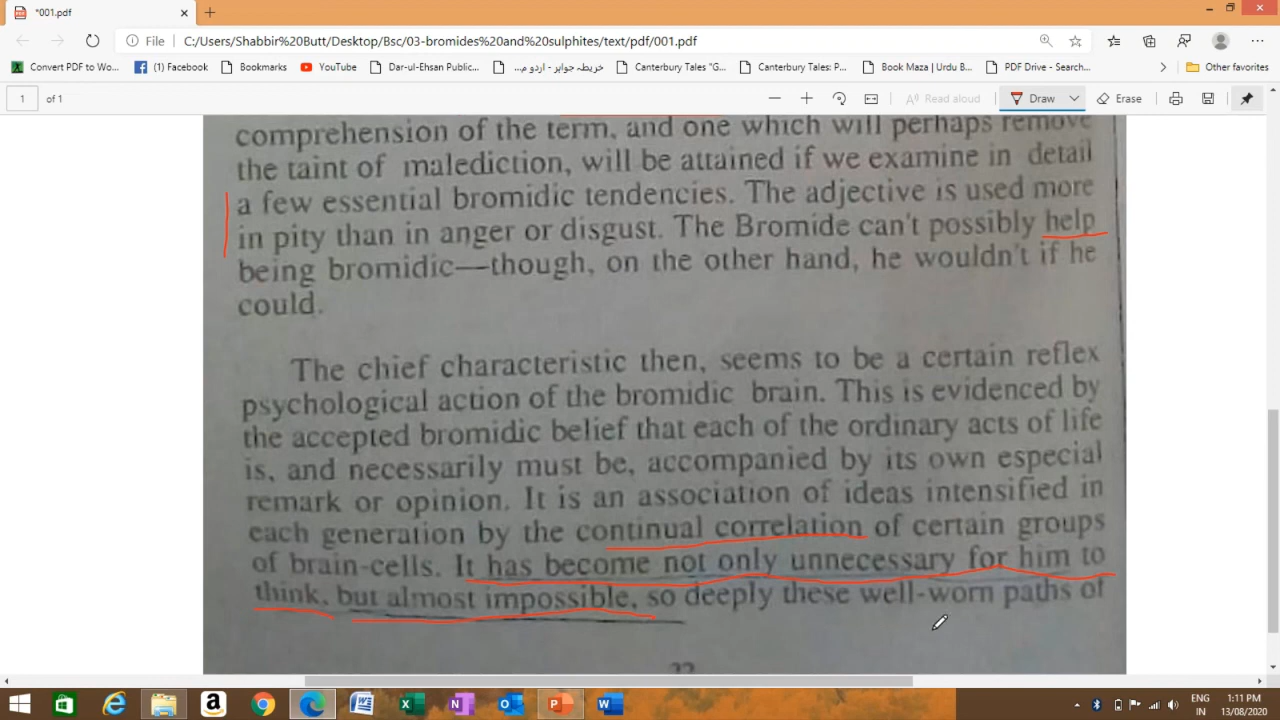 *001.pdf
File C:/Users/Shabbir%20Butt/Desktop/Bsc/03-bromides%20and%20sulphites/text/pdf/001.pdf
Convert PDF to Wo... (1) Facebook Bookmarks YouTube Dar-ul-Ehsan Public... خریطہ جواہر - اردو م... Canterbury Tales "G... Canterbury Tales: P... Book Maza | Urdu B... PDF Drive - Search... Other favorites
1 of 1 Read aloud Draw Erase
comprehension of the term, and one which will perhaps remove
the taint of malediction, will be attained if we examine in detail
a few essential bromidic tendencies. The adjective is used more
in pity than in anger or disgust. The Bromide can't possibly help
being bromidic—though, on the other hand, he wouldn't if he
could.
The chief characteristic then, seems to be a certain reflex
psychological action of the bromidic brain. This is evidenced by
the accepted bromidic belief that each of the ordinary acts of life
is, and necessarily must be, accompanied by its own especial
remark or opinion. It is an association of ideas intensified in
each generation by the continual correlation of certain groups
of brain-cells. It has become not only unnecessary for him to
think, but almost impossible, so deeply these well-worn paths of
ENG 1:11 PM
IN 13/08/2020